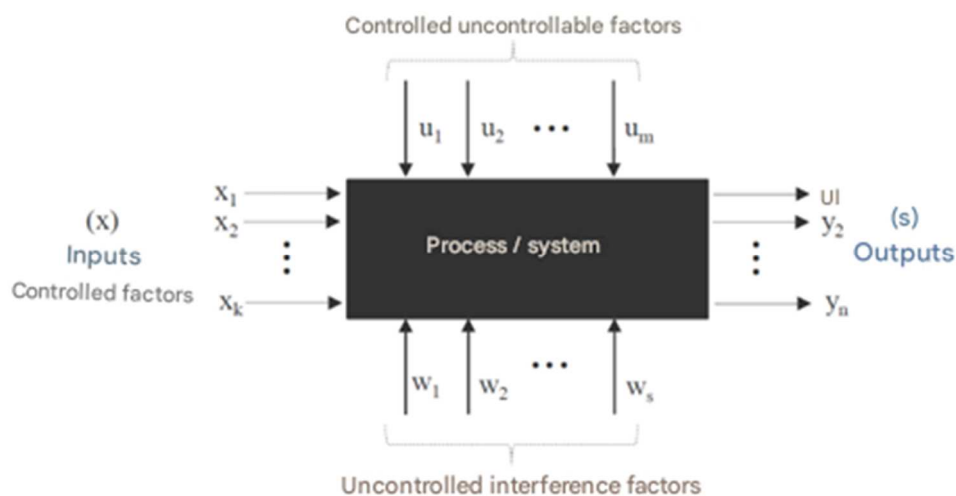 Controlled uncontrollable factors
u1 u2 ••• um
x1
UI
x2
y2
(x)
(s)
Process / system
Inputs
Outputs
Controlled factors
xk
yn
w1 w2 ••• ws
Uncontrolled interference factors